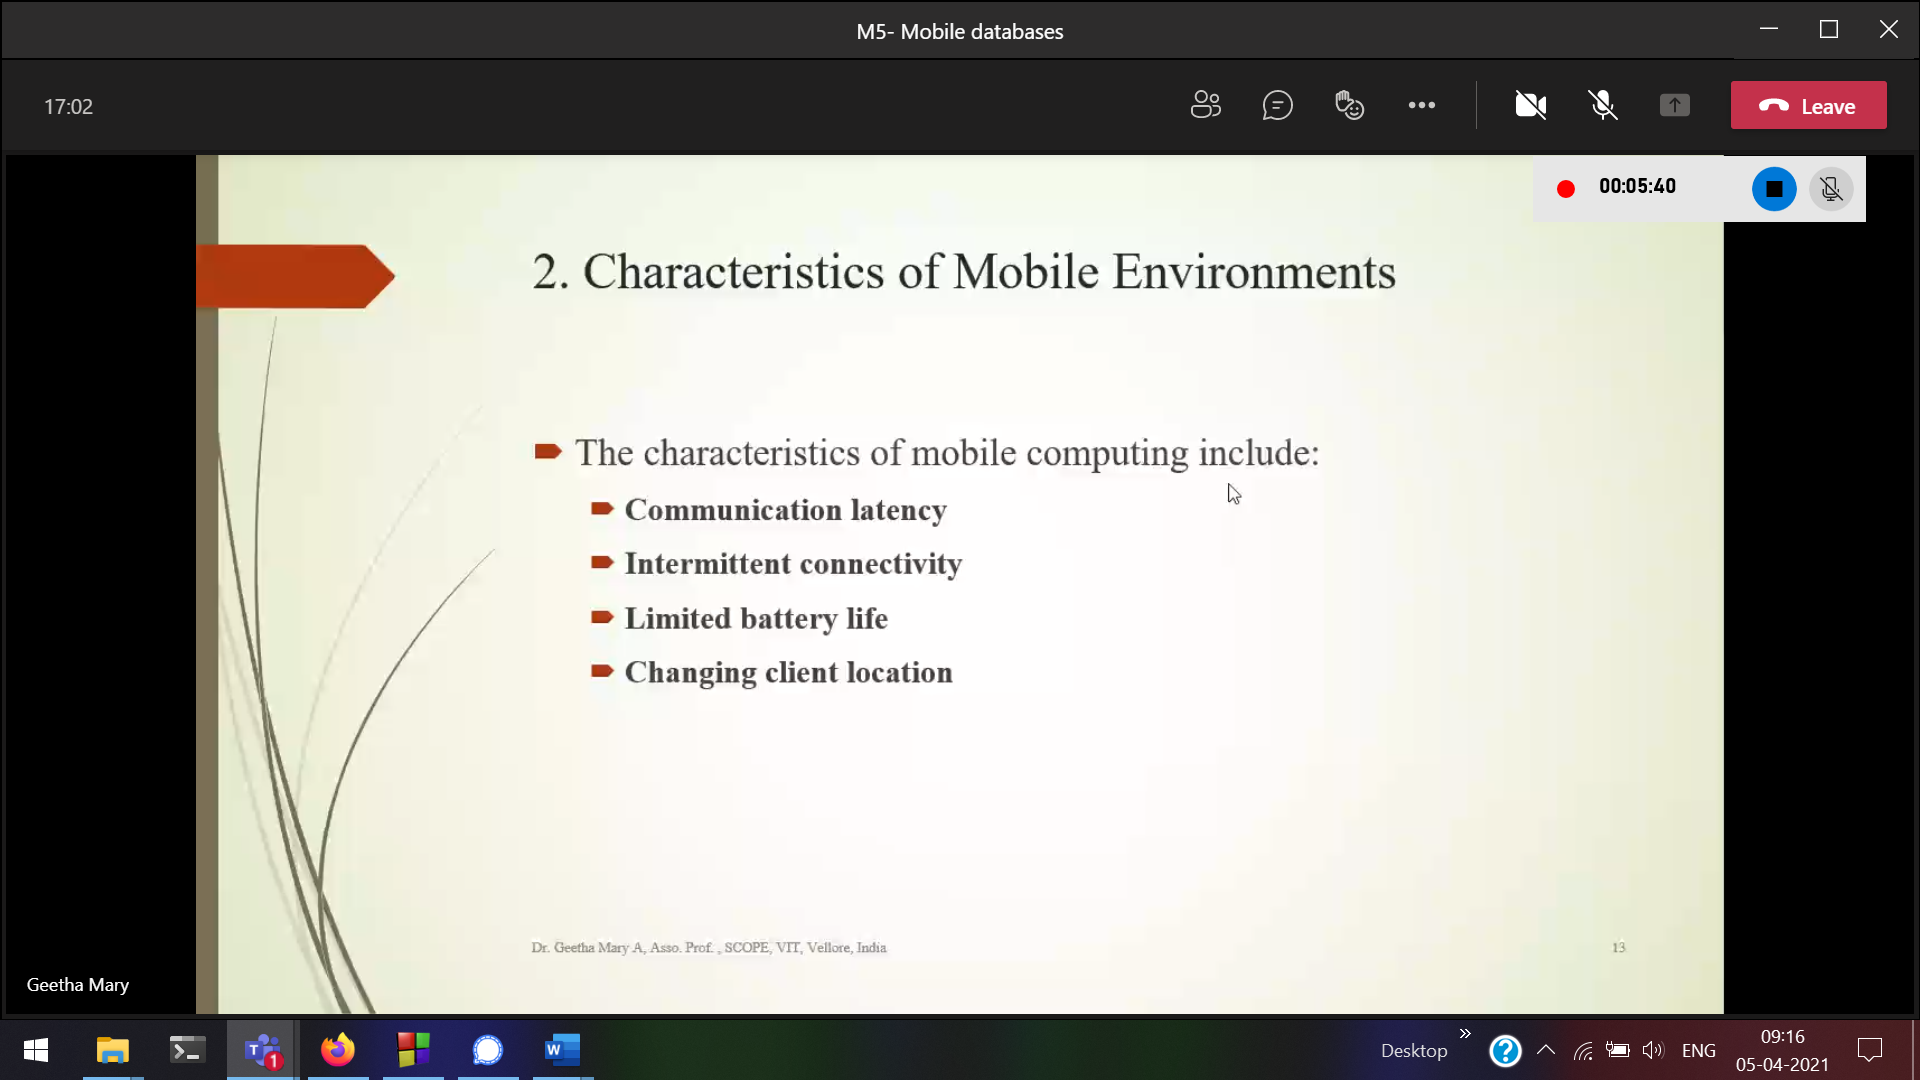 M5- Mobile databases
17:02
Leave
00:05:40
2. Characteristics of Mobile Environments
The characteristics of mobile computing include:
Communication latency
Intermittent connectivity
Limited battery life
Changing client location
Dr. Geetha Mary A, Asso. Prof. , SCOPE, VIT, Vellore, India
13
Geetha Mary
T
1
W
Desktop
»
?
ENG
09:16
05-04-2021